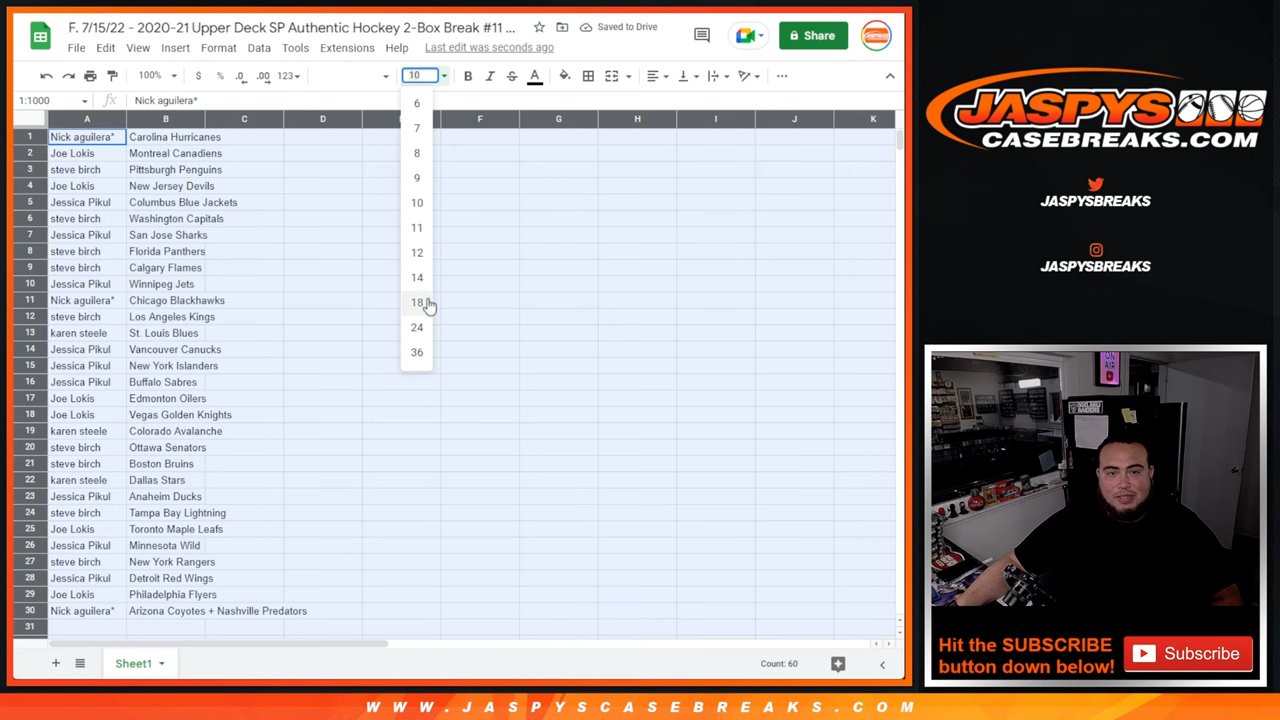 F. 7/15/22 - 2020-21 Upper Deck SP Authentic Hockey 2-Box Break #11 ...
Saved to Drive
Share
File Edit View Insert Format Data Tools Extensions Help Last edit was seconds ago
100% $ % .0 .00 123 10 B I S A
1:1000 fx Nick aguilera*
A B C D F G H I J K
1 Nick aguilera* Carolina Hurricanes
2 Joe Lokis Montreal Canadiens
3 steve birch Pittsburgh Penguins
4 Joe Lokis New Jersey Devils
5 Jessica Pikul Columbus Blue Jackets
6 steve birch Washington Capitals
7 Jessica Pikul San Jose Sharks
8 steve birch Florida Panthers
9 steve birch Calgary Flames
10 Jessica Pikul Winnipeg Jets
11 Nick aguilera* Chicago Blackhawks
12 steve birch Los Angeles Kings
13 karen steele St. Louis Blues
14 Jessica Pikul Vancouver Canucks
15 Jessica Pikul New York Islanders
16 Jessica Pikul Buffalo Sabres
17 Joe Lokis Edmonton Oilers
18 Joe Lokis Vegas Golden Knights
19 karen steele Colorado Avalanche
20 steve birch Ottawa Senators
21 steve birch Boston Bruins
22 karen steele Dallas Stars
23 Jessica Pikul Anaheim Ducks
24 steve birch Tampa Bay Lightning
25 Joe Lokis Toronto Maple Leafs
26 Jessica Pikul Minnesota Wild
27 steve birch New York Rangers
28 Jessica Pikul Detroit Red Wings
29 Joe Lokis Philadelphia Flyers
30 Nick aguilera* Arizona Coyotes + Nashville Predators
31
6
7
8
9
10
11
12
14
18
24
36
Sheet1
Count: 60
JASPYS
CASEBREAKS.COM
JASPYSBREAKS
JASPYSBREAKS
ON AIR
Hit the SUBSCRIBE
button down below!
Subscribe
WWW.JASPYSCASEBREAKS.COM